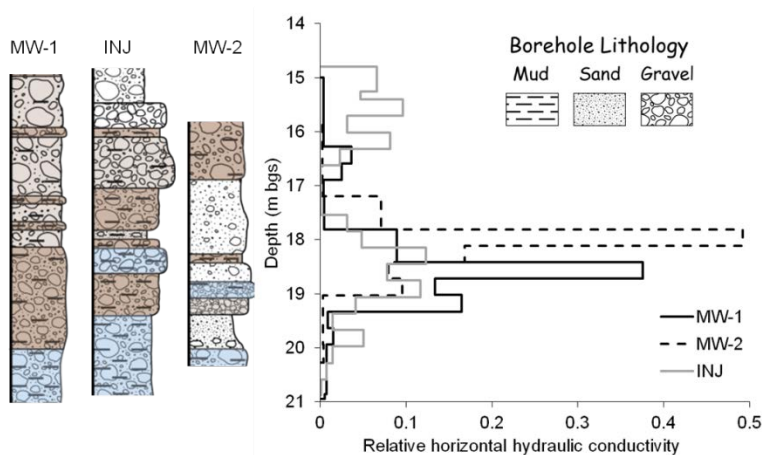 MW-1 INJ MW-2
Borehole Lithology
Mud Sand Gravel
Depth (m bgs)
14
15
16
17
18
19
20
21
MW-1
MW-2
INJ
0 0.1 0.2 0.3 0.4 0.5
Relative horizontal hydraulic conductivity